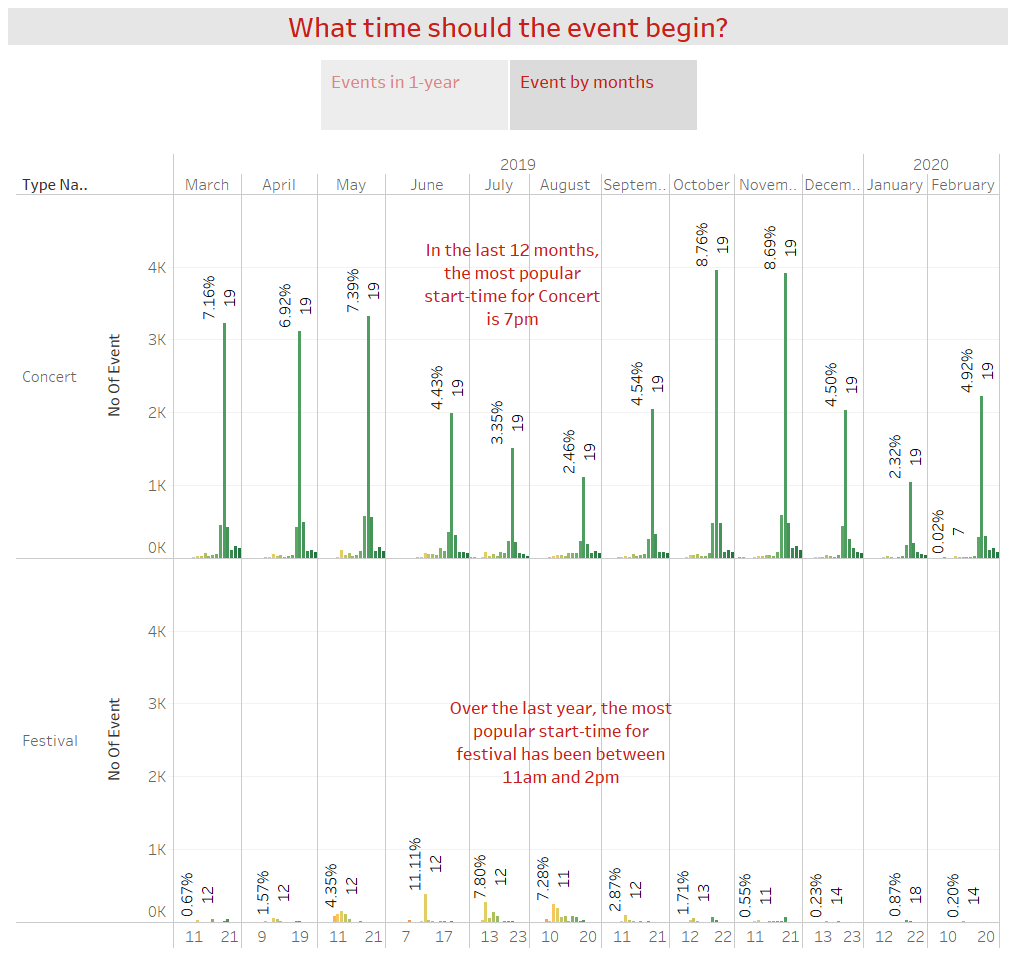 What time should the event begin?
Events in 1-year
Event by months
2019
2020
Type Na..
March
April
May
June
July
August
Septem..
October
Novem..
Decem..
January
February
Concert
No Of Event
4K
3K
2K
1K
0K
7.16%
19
6.92%
19
7.39%
19
4.43%
19
3.35%
19
2.46%
19
4.54%
19
8.76%
19
8.69%
19
4.50%
19
2.32%
19
0.02%
7
4.92%
19
In the last 12 months,
the most popular
start-time for Concert
is 7pm
Festival
No Of Event
4K
3K
2K
1K
0K
Over the last year, the most
popular start-time for
festival has been between
11am and 2pm
0.67%
12
1.57%
12
4.35%
12
11.11%
12
7.80%
12
7.28%
11
2.87%
12
1.71%
13
0.55%
11
0.23%
14
0.87%
18
0.20%
14
11 21 9 19 11 21 7 17 13 23 10 20 11 21 12 22 11 21 13 23 12 22 10 20